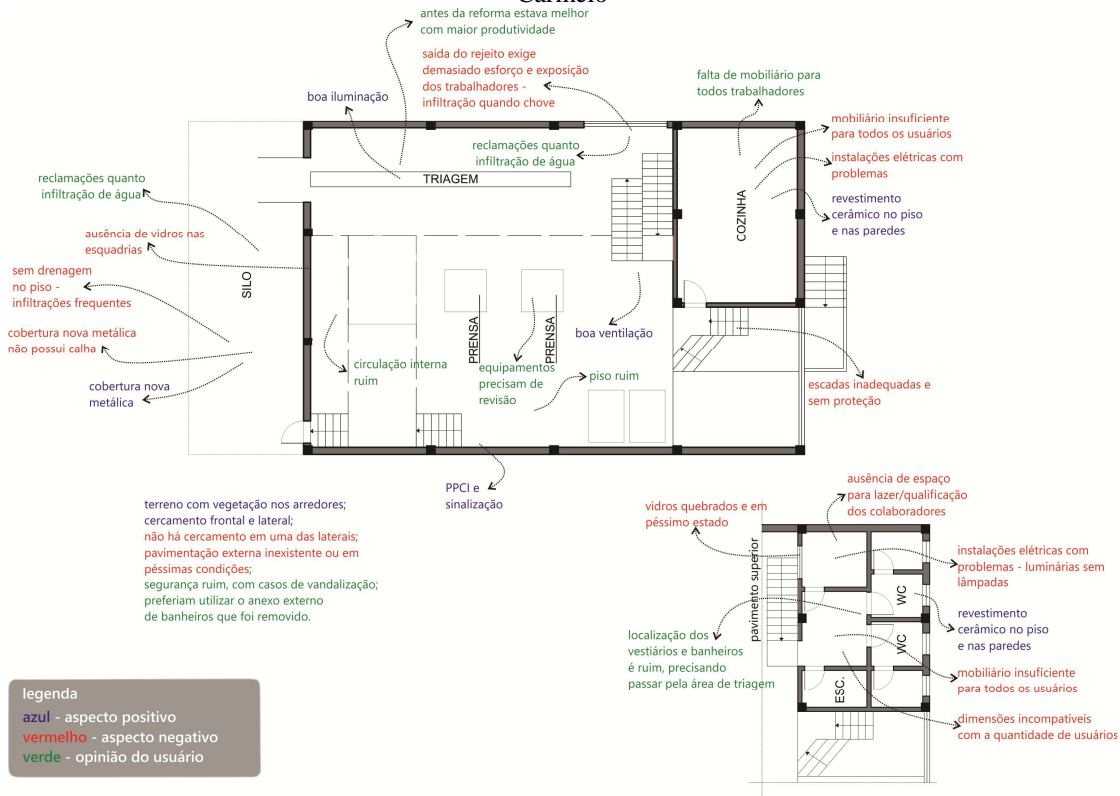 Carmelo
antes da reforma estava melhor
com maior produtividade
saída do rejeito exige
demasiado esforço e exposição
dos trabalhadores -
infiltração quando chove
falta de mobiliário para
todos trabalhadores
boa iluminação
mobiliário insuficiente
para todos os usuários
reclamações quanto
infiltração de água
instalações elétricas com
problemas
reclamações quanto
infiltração de água
TRIAGEM
COZINHA
revestimento
cerâmico no piso
e nas paredes
ausência de vidros nas
esquadrias
sem drenagem
no piso -
infiltrações frequentes
SILO
cobertura nova metálica
não possui calha
PRENSA
PRENSA
boa ventilação
cobertura nova
metálica
circulação interna
ruim
equipamentos
precisam de
revisão
piso ruim
escadas inadequadas e
sem proteção
PPCI e
sinalização
terreno com vegetação nos arredores;
cercamento frontal e lateral;
não há cercamento em uma das laterais;
pavimentação externa inexistente ou em
péssimas condições;
segurança ruim, com casos de vandalização;
preferiam utilizar o anexo externo
de banheiros que foi removido.
ausência de espaço
para lazer/qualificação
dos colaboradores
vidros quebrados e em
péssimo estado
instalações elétricas com
problemas - luminárias sem
lâmpadas
pavimento superior
WC
WC
ESC.
revestimento
cerâmico no piso
e nas paredes
localização dos
vestiários e banheiros
é ruim, precisando
passar pela área de triagem
mobiliário insuficiente
para todos os usuários
dimensões incompatíveis
com a quantidade de usuários
legenda
azul - aspecto positivo
vermelho - aspecto negativo
verde - opinião do usuário